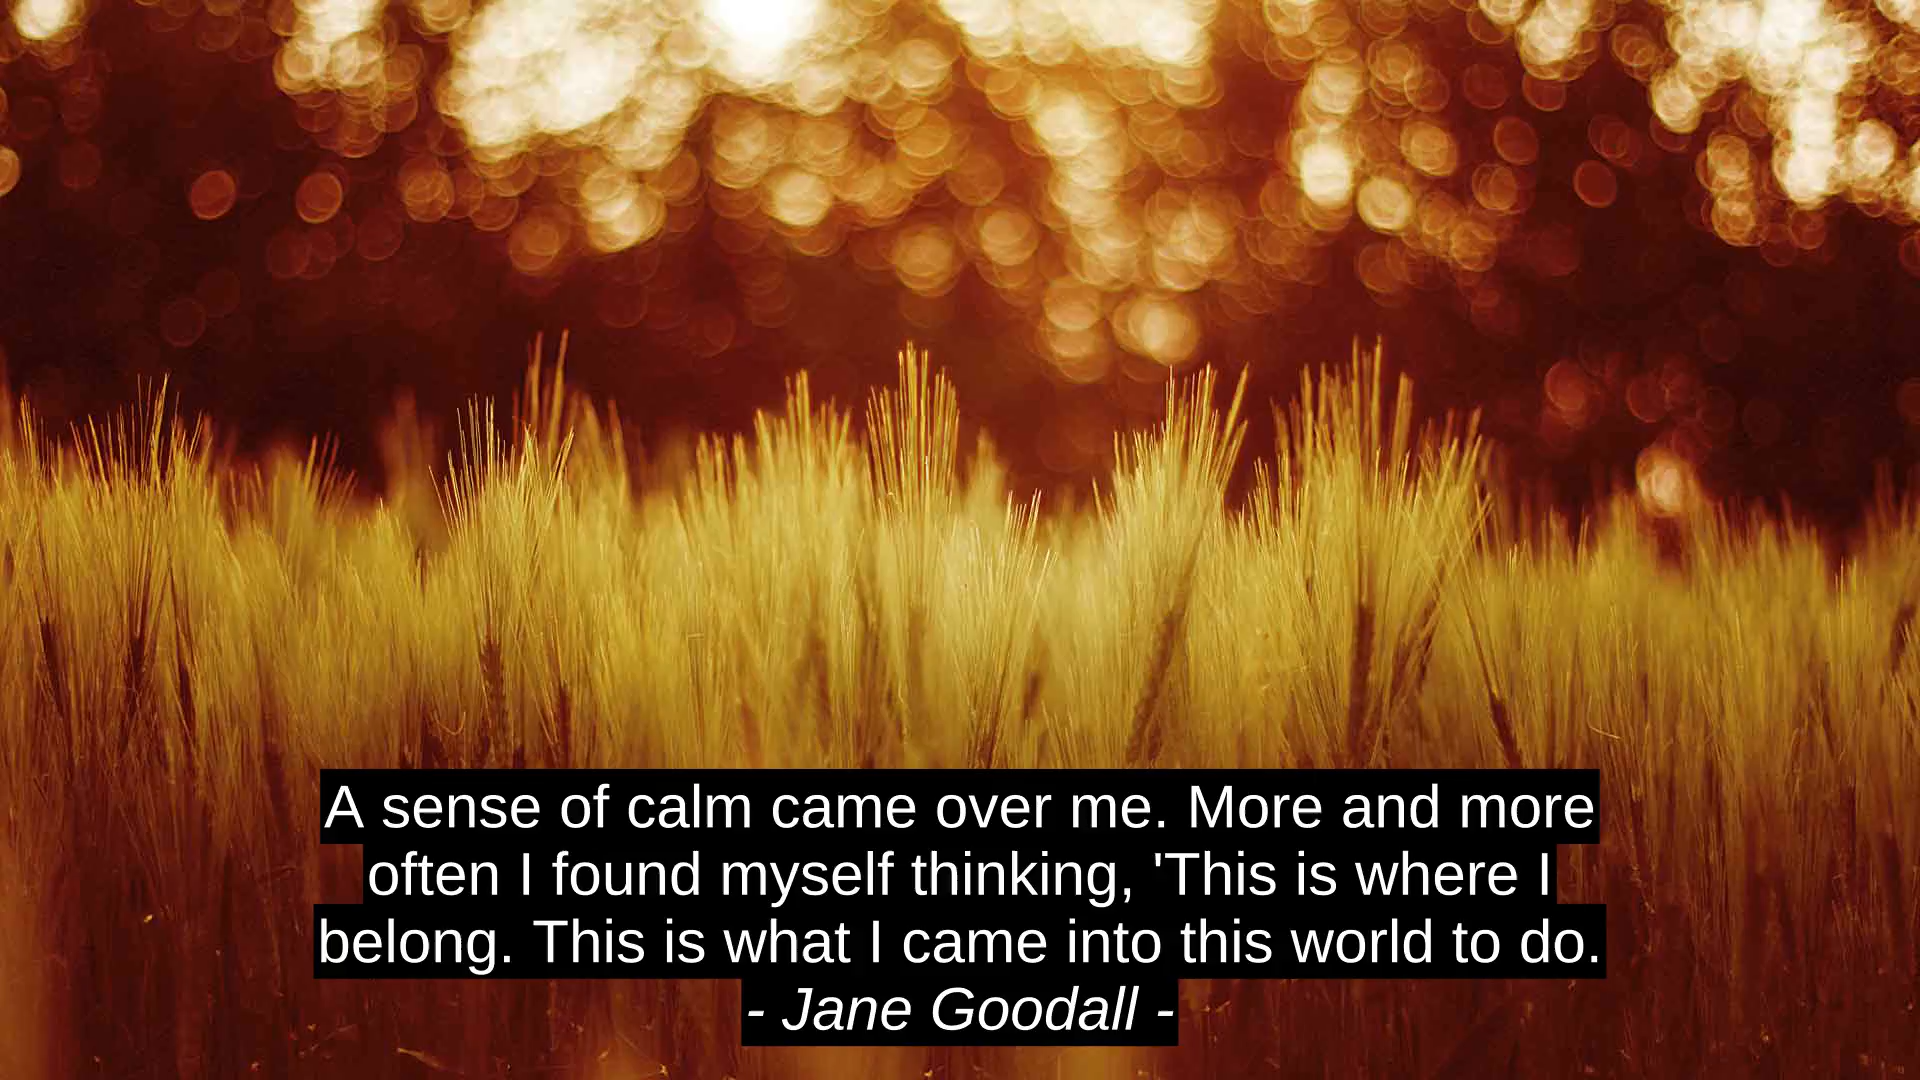 A sense of calm came over me. More and more
often I found myself thinking, 'This is where I
belong. This is what I came into this world to do.
- Jane Goodall -